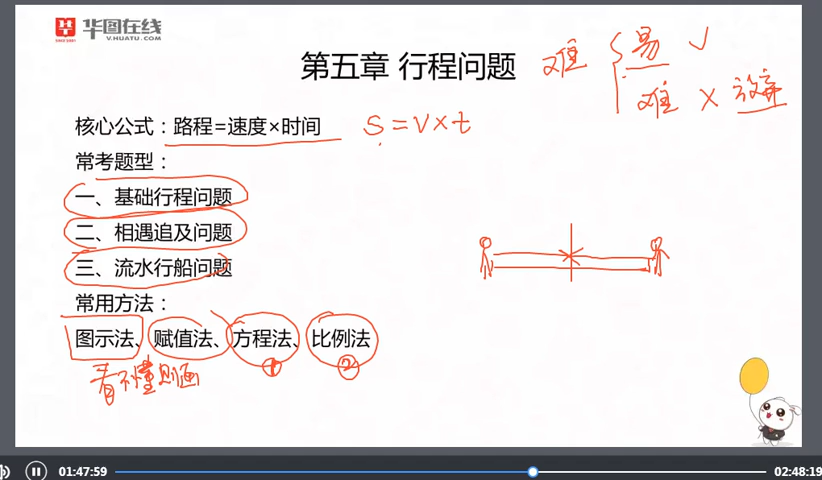 华图在线
V.HUATU.COM
第五章 行程问题
难 易 √
难 × 放弃
核心公式：路程=速度×时间
S=V×t
常考题型：
一、基础行程问题
二、相遇追及问题
三、流水行船问题
常用方法：
图示法、赋值法、方程法、比例法
① ②
看不懂则画
01:47:59
02:48:19